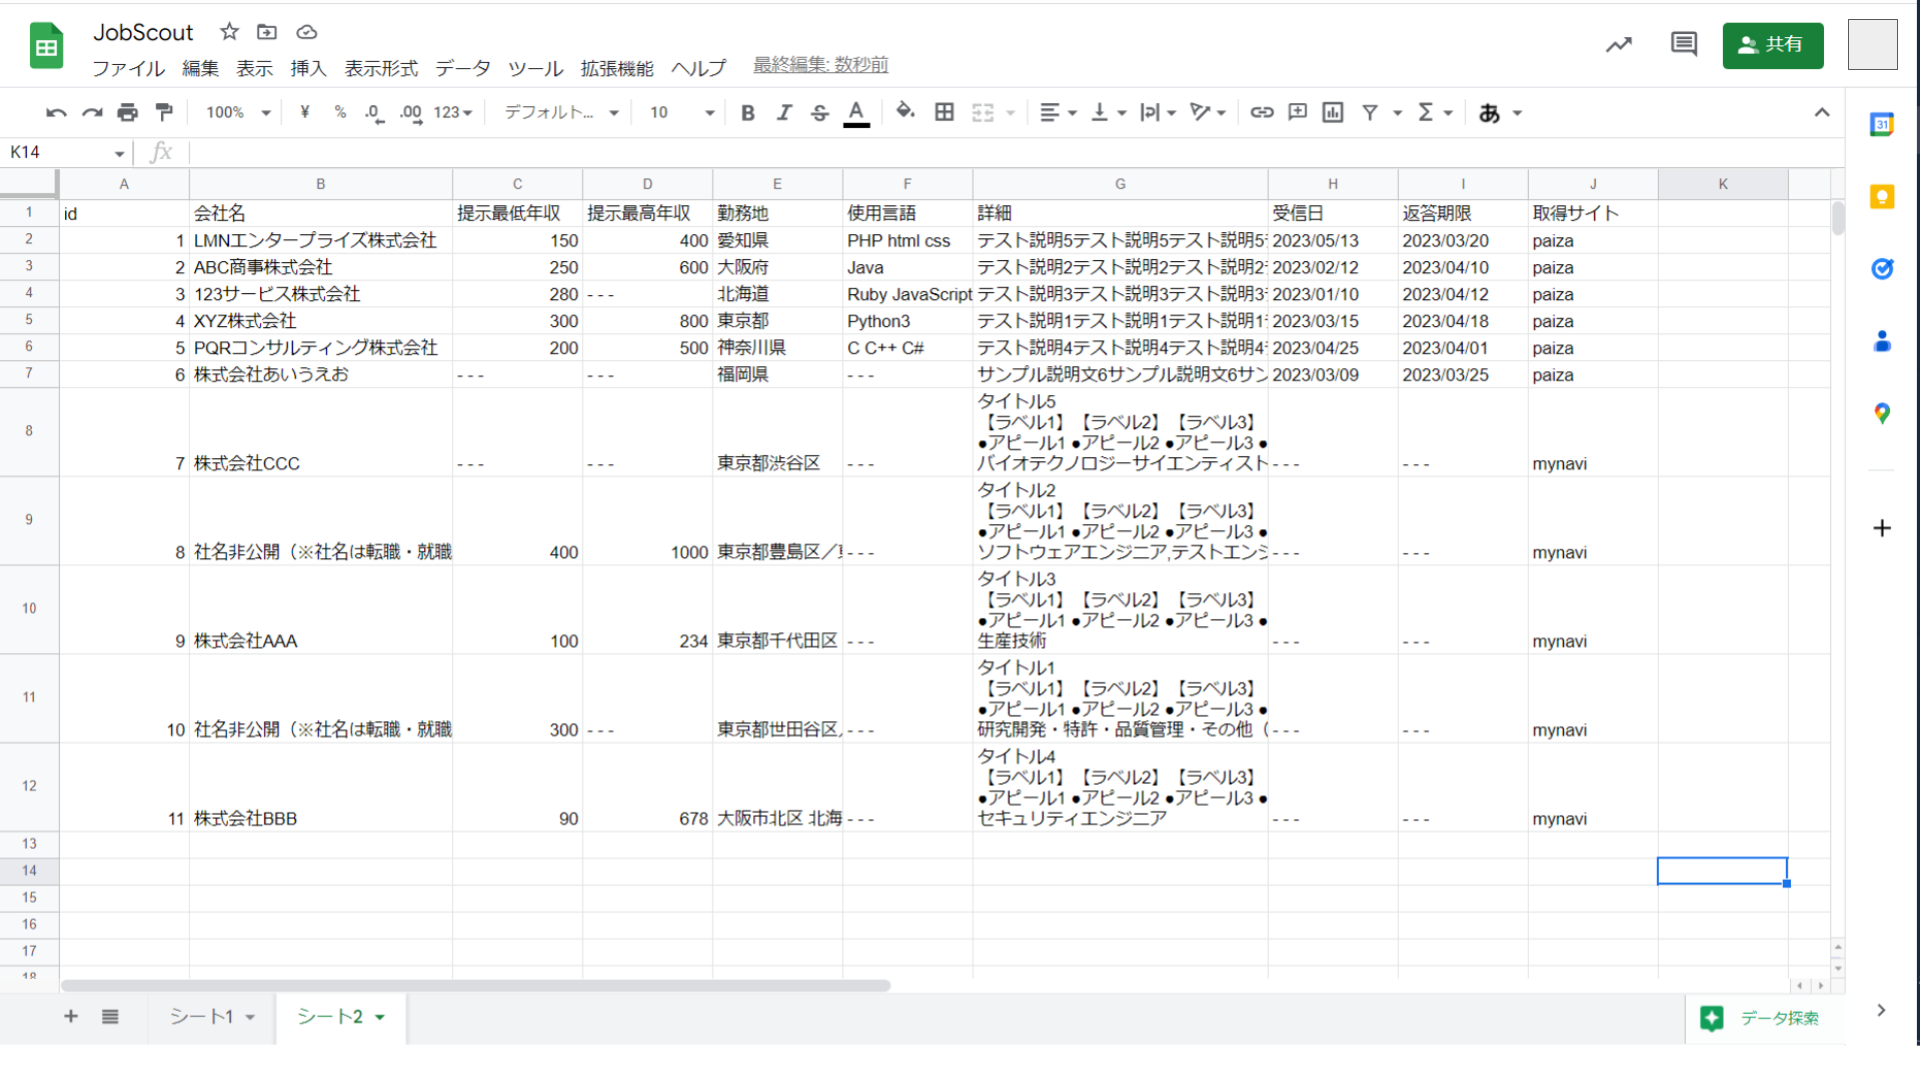 JobScout
ファイル 編集 表示 挿入 表示形式 データ ツール 拡張機能 ヘルプ 最終編集: 数秒前
共有
100% ¥ % .0 .00 123 デフォルト... 10 B I S A Σ あ
31
K14 fx
A B C D E F G H I J K
1 id 会社名 提示最低年収 提示最高年収 勤務地 使用言語 詳細 受信日 返答期限 取得サイト
2 1 LMNエンタープライズ株式会社 150 400 愛知県 PHP html css テスト説明5テスト説明5テスト説明5 2023/05/13 2023/03/20 paiza
3 2 ABC商事株式会社 250 600 大阪府 Java テスト説明2テスト説明2テスト説明2 2023/02/12 2023/04/10 paiza
4 3 123サービス株式会社 280 - - - 北海道 Ruby JavaScript テスト説明3テスト説明3テスト説明3 2023/01/10 2023/04/12 paiza
5 4 XYZ株式会社 300 800 東京都 Python3 テスト説明1テスト説明1テスト説明1 2023/03/15 2023/04/18 paiza
6 5 PQRコンサルティング株式会社 200 500 神奈川県 C C++ C# テスト説明4テスト説明4テスト説明4 2023/04/25 2023/04/01 paiza
7 6 株式会社あいうえお - - - - - - 福岡県 - - - サンプル説明文6サンプル説明文6サン 2023/03/09 2023/03/25 paiza
タイトル5
【ラベル1】【ラベル2】【ラベル3】
●アピール1 ●アピール2 ●アピール3 ●
8 7 株式会社CCC - - - - - - 東京都渋谷区 - - - バイオテクノロジーサイエンティスト - - - - - - mynavi
タイトル2
【ラベル1】【ラベル2】【ラベル3】
●アピール1 ●アピール2 ●アピール3 ●
9 8 社名非公開（※社名は転職・就職 400 1000 東京都豊島区／ - - - ソフトウェアエンジニア,テストエンジ - - - - - - mynavi
タイトル3
【ラベル1】【ラベル2】【ラベル3】
●アピール1 ●アピール2 ●アピール3 ●
10 9 株式会社AAA 100 234 東京都千代田区 - - - 生産技術 - - - - - - mynavi
タイトル1
【ラベル1】【ラベル2】【ラベル3】
●アピール1 ●アピール2 ●アピール3 ●
11 10 社名非公開（※社名は転職・就職 300 - - - 東京都世田谷区 - - - 研究開発・特許・品質管理・その他（ - - - - - - mynavi
タイトル4
【ラベル1】【ラベル2】【ラベル3】
●アピール1 ●アピール2 ●アピール3 ●
12 11 株式会社BBB 90 678 大阪市北区 北海 - - - セキュリティエンジニア - - - - - - mynavi
13
14
15
16
17
18
シート1 シート2 データ探索